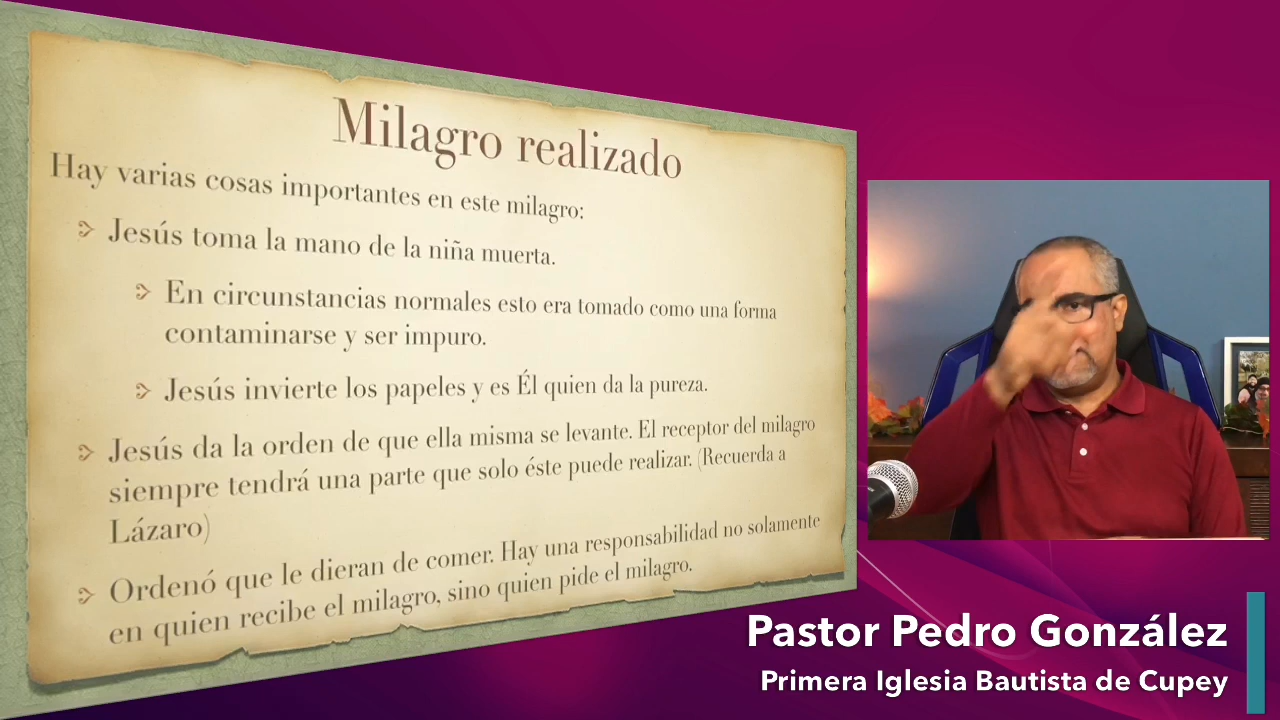 Milagro realizado
Hay varias cosas importantes en este milagro:
Jesús toma la mano de la niña muerta.
En circunstancias normales esto era tomado como una forma
contaminarse y ser impuro.
Jesús invierte los papeles y es Él quien da la pureza.
Jesús da la orden de que ella misma se levante. El receptor del milagro
siempre tendrá una parte que solo éste puede realizar. (Recuerda a
Lázaro)
Ordenó que le dieran de comer. Hay una responsabilidad no solamente
en quien recibe el milagro, sino quien pide el milagro.
Pastor Pedro González
Primera Iglesia Bautista de Cupey